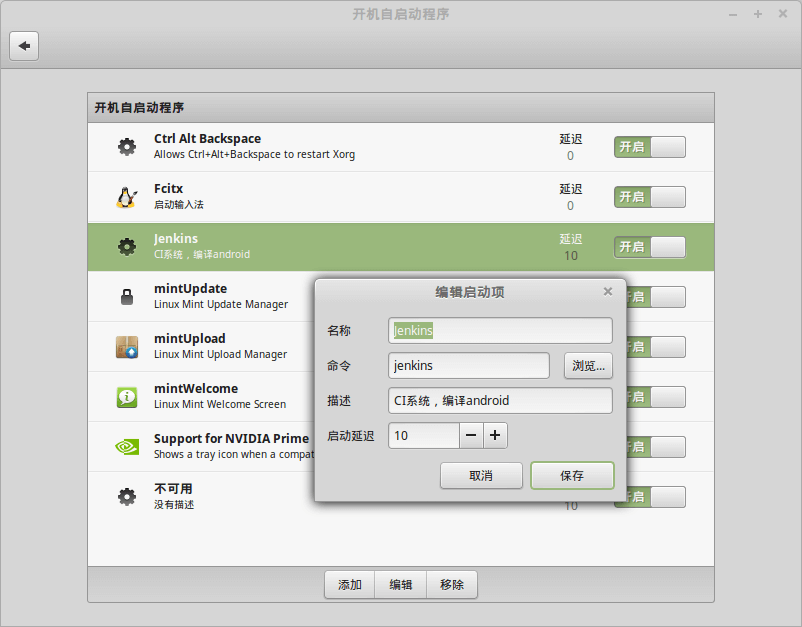 开机自启动程序
开机自启动程序
Ctrl Alt Backspace
Allows Ctrl+Alt+Backspace to restart Xorg
延迟
0
开启
Fcitx
启动输入法
延迟
0
开启
Jenkins
CI系统，编译android
延迟
10
开启
mintUpdate
Linux Mint Update Manager
启
mintUpload
Linux Mint Upload Manager
启
mintWelcome
Linux Mint Welcome Screen
启
Support for NVIDIA Prime
Shows a tray icon when a compat
启
不可用
没有描述
10
开启
编辑启动项
名称
Jenkins
命令
jenkins
浏览...
描述
CI系统，编译android
启动延迟
10
取消
保存
添加
编辑
移除